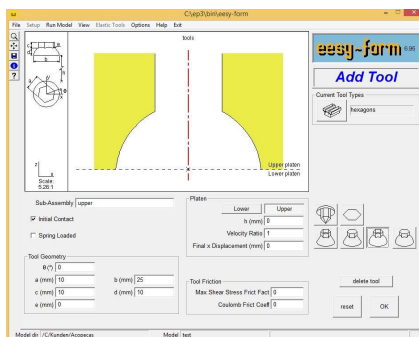 C:\ep3\bin\eesy-form
File Setup Run Model View Elastic Tools Options Help Exit
tools
eesy-form 6.95
Add Tool
Current Tool Types
hexagons
Upper platen
Lower platen
Scale:
5.28:1
Sub-Assembly upper
Initial Contact
Spring Loaded
Platen
Lower Upper
h (mm) 0
Velocity Ratio 1
Final x Displacement (mm) 0
Tool Geometry
θ (°) 0
a (mm) 10 b (mm) 25
c (mm) 10 d (mm) 10
e (mm) 0
Tool Friction
Max Shear Stress Frict Fact 0
Coulomb Frict Coeff 0
delete tool
reset OK
Model dir /C/Kunden/Acopecas Model test